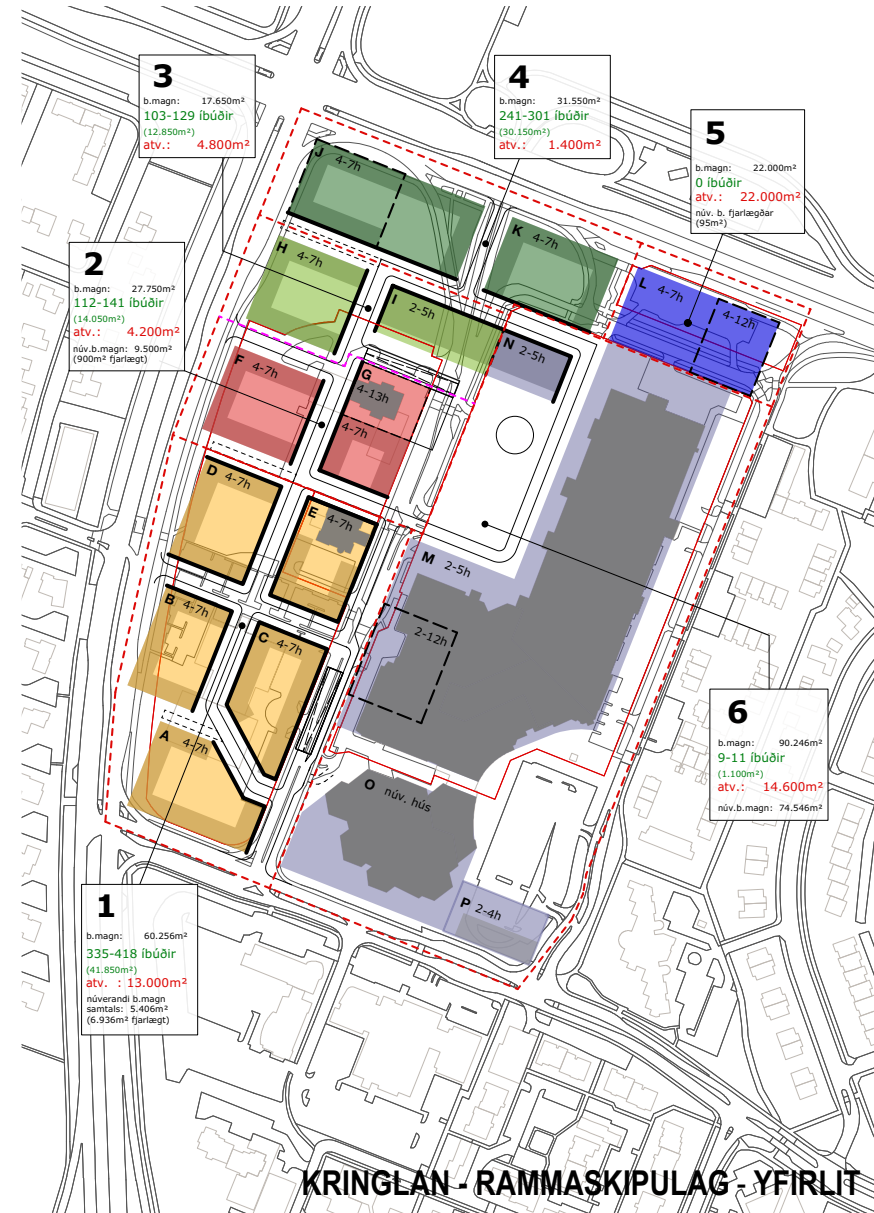 3
b.magn: 17.650m²
103-129 íbúðir
(12.850m²)
atv.: 4.800m²
4
b.magn: 31.550m²
241-301 íbúðir
(30.150m²)
atv.: 1.400m²
5
b.magn: 22.000m²
0 íbúðir
atv.: 22.000m²
núv. b. fjarlægðar
(95m²)
2
b.magn: 27.750m²
112-141 íbúðir
(14.050m²)
atv.: 4.200m²
núv.b.magn: 9.500m²
(900m² fjarlægt)
J 4-7h
K 4-7h
H 4-7h
I 2-5h
L 4-7h
4-12h
N 2-5h
F 4-7h
G
4-13h
4-7h
D 4-7h
E 4-7h
M 2-5h
2-12h
B 4-7h
C 4-7h
A 4-7h
O núv. hús
P 2-4h
6
b.magn: 90.246m²
9-11 íbúðir
(1.100m²)
atv.: 14.600m²
núv.b.magn: 74.546m²
1
b.magn: 60.256m²
335-418 íbúðir
(41.850m²)
atv. : 13.000m²
núverandi b.magn
samtals: 5.406m²
(6.936m² fjarlægt)
KRINGLAN - RAMMASKIPULAG - YFIRLIT